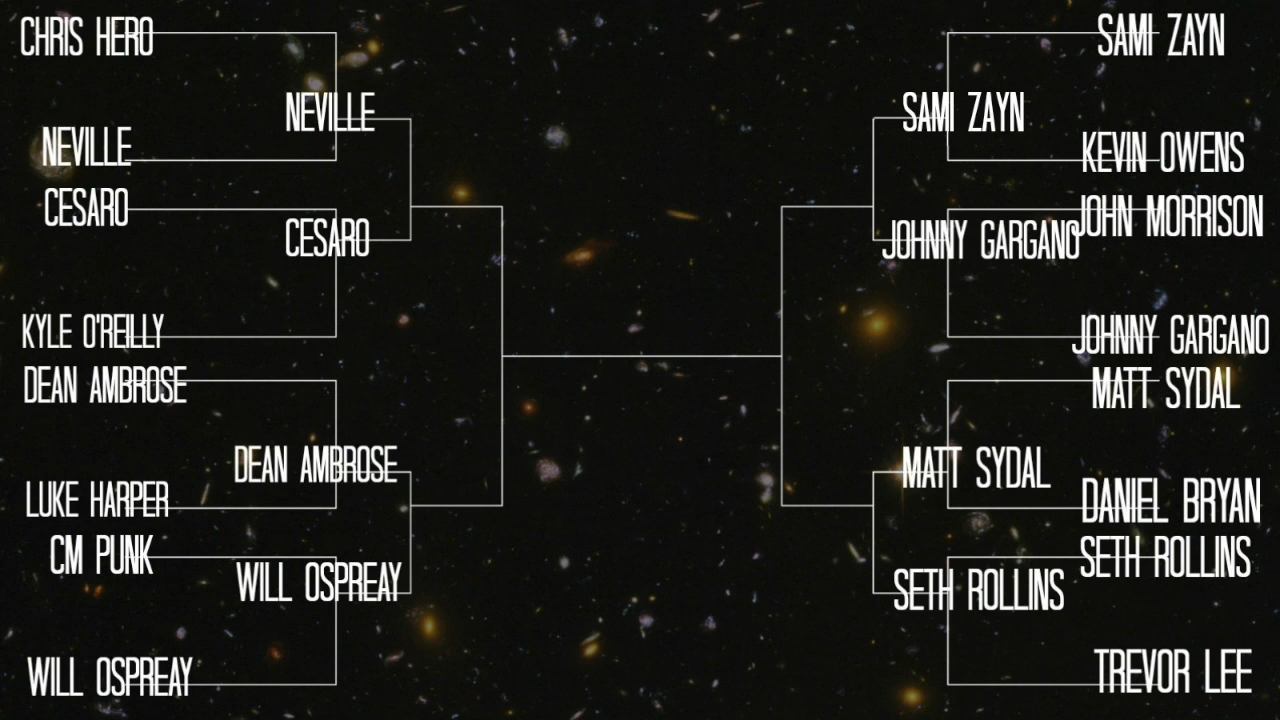 CHRIS HERO
NEVILLE
NEVILLE
CESARO
CESARO
KYLE O'REILLY
DEAN AMBROSE
DEAN AMBROSE
LUKE HARPER
CM PUNK
WILL OSPREAY
WILL OSPREAY
SAMI ZAYN
SAMI ZAYN
KEVIN OWENS
JOHN MORRISON
JOHNNY GARGANO
JOHNNY GARGANO
MATT SYDAL
MATT SYDAL
DANIEL BRYAN
SETH ROLLINS
SETH ROLLINS
TREVOR LEE